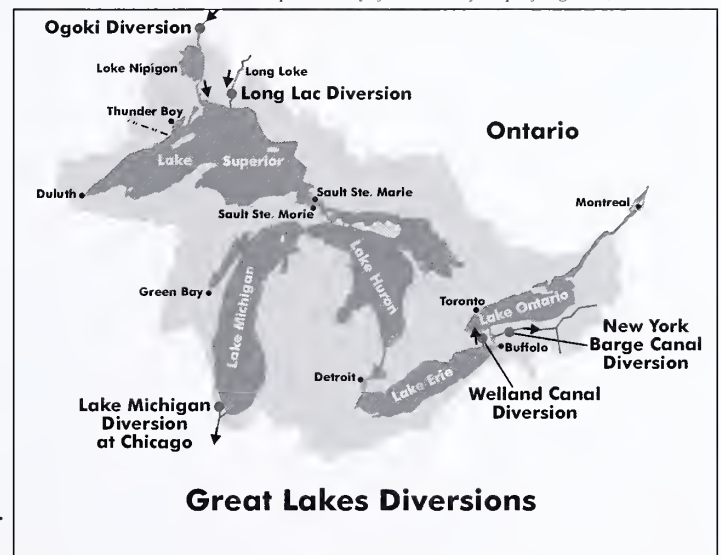 Ogoki Diversion
Loke Nipigon
Long Loke
Long Lac Diversion
Thunder Boy
Ontario
Lake Superior
Duluth
Sault Ste. Marie
Sault Ste. Morie
Montreal
Green Bay
Lake Michigan
Lake Huron
Toronto
Lake Ontario
New York
Barge Canal
Diversion
Buffolo
Detroit
Lake Erie
Welland Canal
Diversion
Lake Michigan
Diversion
at Chicago
Great Lakes Diversions